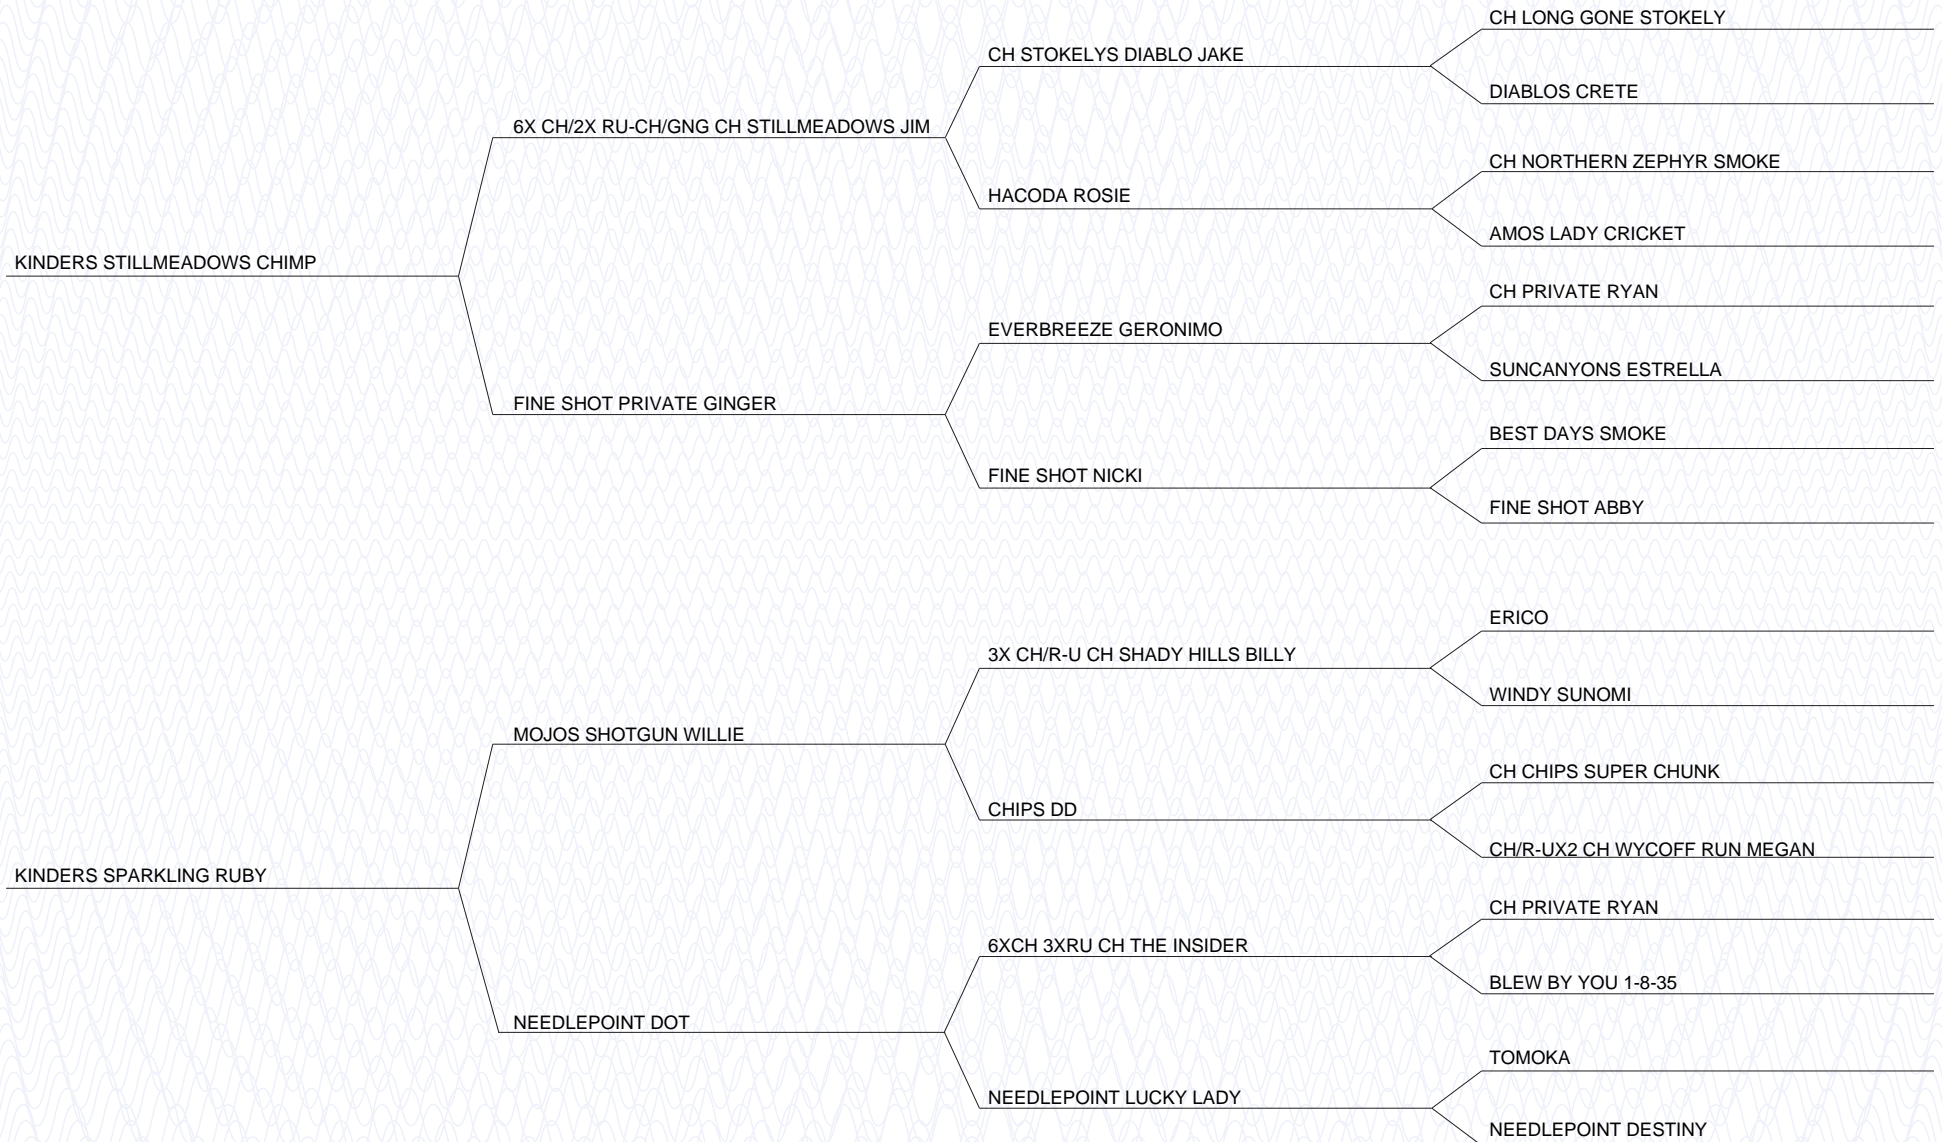 CH LONG GONE STOKELY
CH STOKELYS DIABLO JAKE
DIABLOS CRETE
6X CH/2X RU-CH/GNG CH STILLMEADOWS JIM
CH NORTHERN ZEPHYR SMOKE
HACODA ROSIE
AMOS LADY CRICKET
KINDERS STILLMEADOWS CHIMP
CH PRIVATE RYAN
EVERBREEZE GERONIMO
SUNCANYONS ESTRELLA
FINE SHOT PRIVATE GINGER
BEST DAYS SMOKE
FINE SHOT NICKI
FINE SHOT ABBY
ERICO
3X CH/R-U CH SHADY HILLS BILLY
WINDY SUNOMI
MOJOS SHOTGUN WILLIE
CH CHIPS SUPER CHUNK
CHIPS DD
CH/R-UX2 CH WYCOFF RUN MEGAN
KINDERS SPARKLING RUBY
CH PRIVATE RYAN
6XCH 3XRU CH THE INSIDER
BLEW BY YOU 1-8-35
NEEDLEPOINT DOT
TOMOKA
NEEDLEPOINT LUCKY LADY
NEEDLEPOINT DESTINY